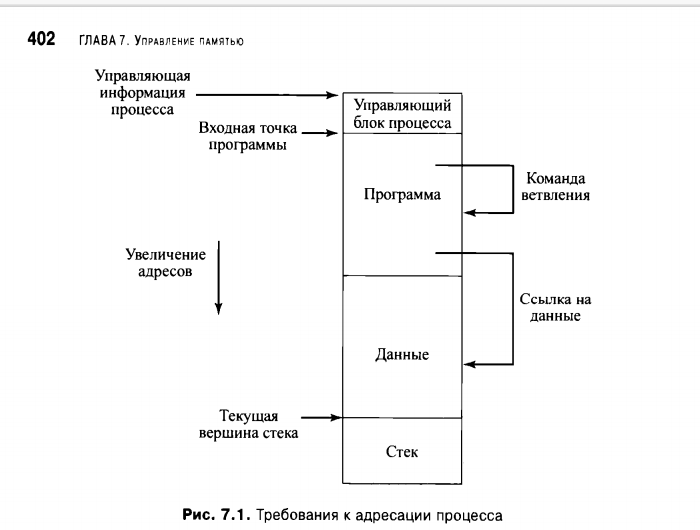 402 ГЛАВА 7. УПРАВЛЕНИЕ ПАМЯТЬЮ
Управляющая
информация
процесса
Управляющий
блок процесса
Входная точка
программы
Программа
Команда
ветвления
Увеличение
адресов
Ссылка на
данные
Данные
Текущая
вершина стека
Стек
Рис. 7.1. Требования к адресации процесса